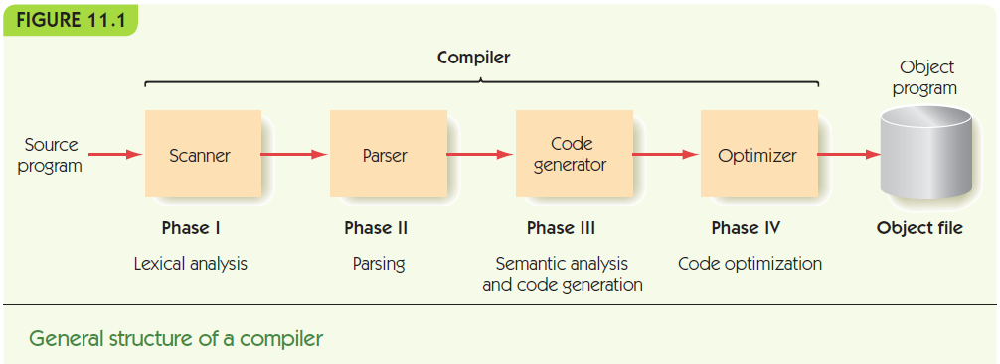 FIGURE 11.1
Compiler
Object
program
Source
program
Scanner
Parser
Code
generator
Optimizer
Phase I
Phase II
Phase III
Phase IV
Object file
Lexical analysis
Parsing
Semantic analysis
and code generation
Code optimization
General structure of a compiler